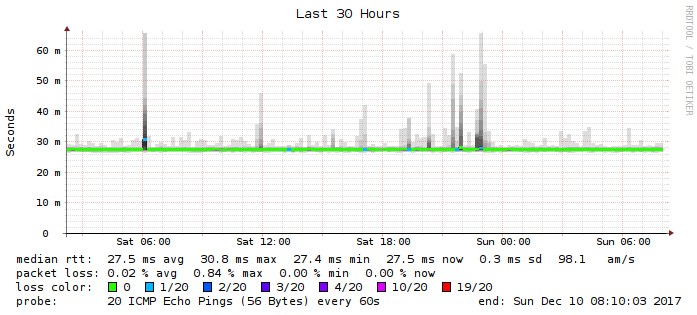 Last 30 Hours
RRDTOOL / TOBI OETIKER
Seconds
60 m
50 m
40 m
30 m
20 m
10 m
0
Sat 06:00 Sat 12:00 Sat 18:00 Sun 00:00 Sun 06:00
median rtt: 27.5 ms avg 30.8 ms max 27.4 ms min 27.5 ms now 0.3 ms sd 98.1 am/s
packet loss: 0.02 % avg 0.84 % max 0.00 % min 0.00 % now
loss color: 0 1/20 2/20 3/20 4/20 10/20 19/20
probe: 20 ICMP Echo Pings (56 Bytes) every 60s end: Sun Dec 10 08:10:03 2017